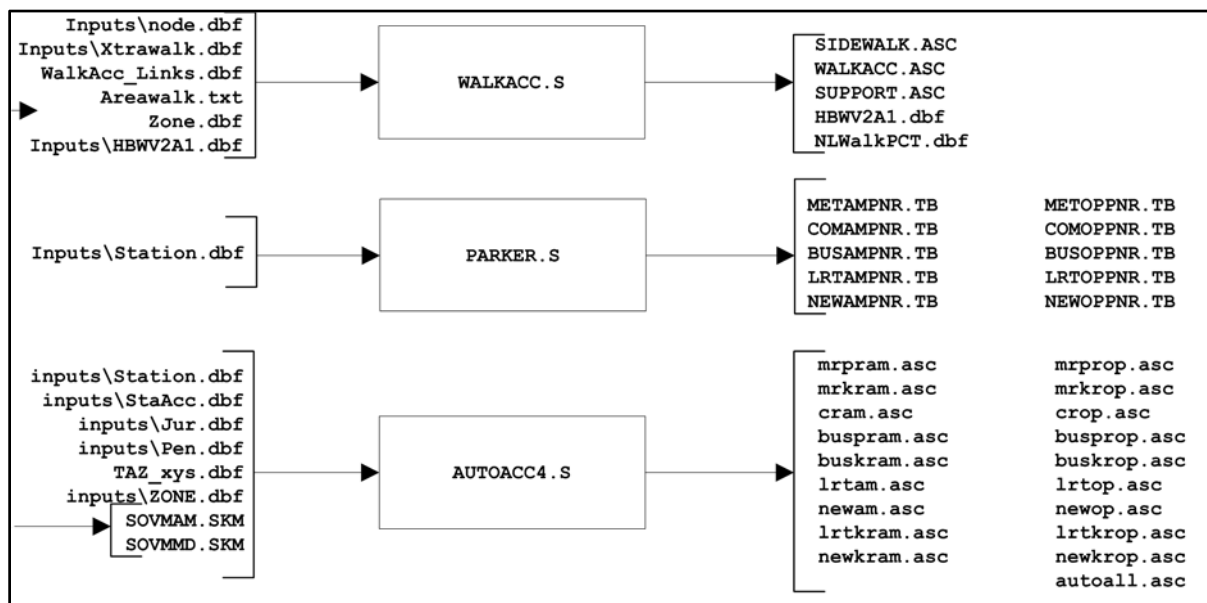 Inputs\node.dbf
Inputs\Xtrawalk.dbf
WalkAcc_Links.dbf
Areawalk.txt
Zone.dbf
Inputs\HBWV2A1.dbf
WALKACC.S
SIDEWALK.ASC
WALKACC.ASC
SUPPORT.ASC
HBWV2A1.dbf
NLWalkPCT.dbf
Inputs\Station.dbf
PARKER.S
METAMPNR.TB METOPPNR.TB
COMAMPNR.TB COMOPPNR.TB
BUSAMPNR.TB BUSOPPNR.TB
LRTAMPNR.TB LRTOPPNR.TB
NEWAMPNR.TB NEWOPPNR.TB
inputs\Station.dbf
inputs\StaAcc.dbf
inputs\Jur.dbf
inputs\Pen.dbf
TAZ_xys.dbf
inputs\ZONE.dbf
SOVMAM.SKM
SOVMMD.SKM
AUTOACC4.S
mrpram.asc mrprop.asc
mrkram.asc mrkrop.asc
cram.asc crop.asc
buspram.asc busprop.asc
buskram.asc buskrop.asc
lrtam.asc lrtop.asc
newam.asc newop.asc
lrtkram.asc lrtkrop.asc
newkram.asc newkrop.asc
autoall.asc